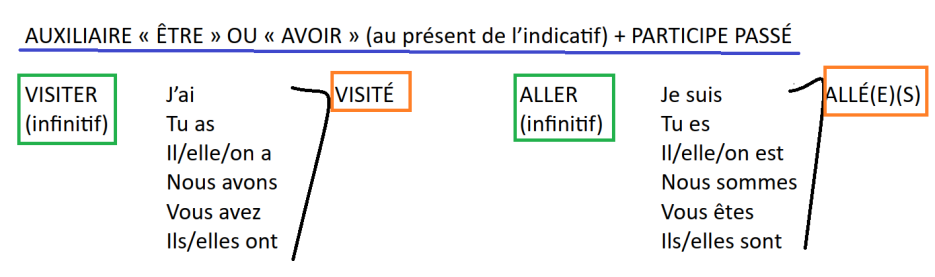 AUXILIAIRE « ÊTRE » OU « AVOIR » (au présent de l'indicatif) + PARTICIPE PASSÉ
VISITER
(infinitif)
J'ai
Tu as
Il/elle/on a
Nous avons
Vous avez
Ils/elles ont
VISITÉ
ALLER
(infinitif)
Je suis
Tu es
Il/elle/on est
Nous sommes
Vous êtes
Ils/elles sont
ALLÉ(E)(S)